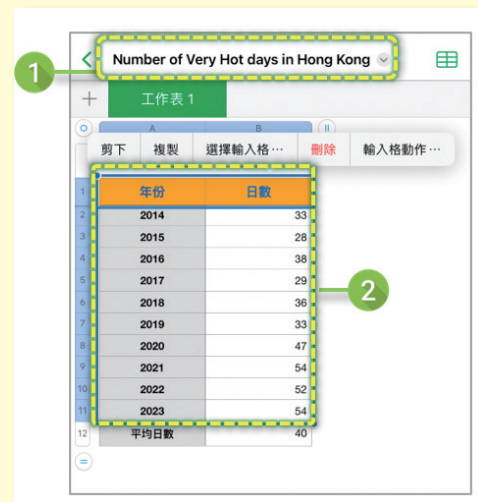 1
Number of Very Hot days in Hong Kong
+ 工作表 1
A B
剪下 複製 選擇輸入格… 刪除 輸入格動作…
1 年份 日數
2 2014 33
3 2015 28
4 2016 38
5 2017 29
2
6 2018 36
7 2019 33
8 2020 47
9 2021 54
10 2022 52
11 2023 54
12 平均日數 40
=